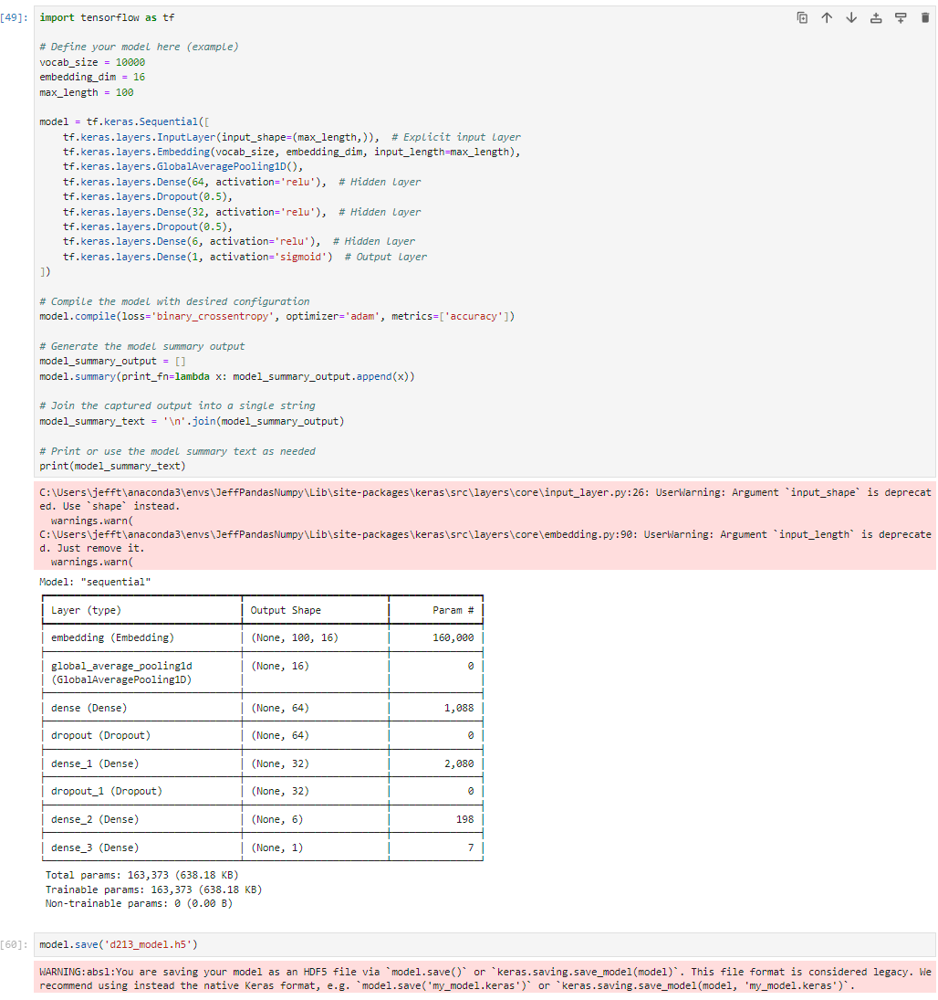 [49]:
import tensorflow as tf
# Define your model here (example)
vocab_size = 10000
embedding_dim = 16
max_length = 100
model = tf.keras.Sequential([
    tf.keras.layers.InputLayer(input_shape=(max_length,)),  # Explicit input layer
    tf.keras.layers.Embedding(vocab_size, embedding_dim, input_length=max_length),
    tf.keras.layers.GlobalAveragePooling1D(),
    tf.keras.layers.Dense(64, activation='relu'),  # Hidden layer
    tf.keras.layers.Dropout(0.5),
    tf.keras.layers.Dense(32, activation='relu'),  # Hidden layer
    tf.keras.layers.Dropout(0.5),
    tf.keras.layers.Dense(6, activation='relu'),  # Hidden layer
    tf.keras.layers.Dense(1, activation='sigmoid')  # Output layer
])
# Compile the model with desired configuration
model.compile(loss='binary_crossentropy', optimizer='adam', metrics=['accuracy'])
# Generate the model summary output
model_summary_output = []
model.summary(print_fn=lambda x: model_summary_output.append(x))
# Join the captured output into a single string
model_summary_text = '\n'.join(model_summary_output)
# Print or use the model summary text as needed
print(model_summary_text)
C:\Users\jefft\anaconda3\envs\JeffPandasNumpy\Lib\site-packages\keras\src\layers\core\input_layer.py:26: UserWarning: Argument `input_shape` is deprecat
ed. Use `shape` instead.
  warnings.warn(
C:\Users\jefft\anaconda3\envs\JeffPandasNumpy\Lib\site-packages\keras\src\layers\core\embedding.py:90: UserWarning: Argument `input_length` is deprecate
d. Just remove it.
  warnings.warn(
Model: "sequential"
Layer (type) Output Shape Param #
embedding (Embedding) (None, 100, 16) 160,000
global_average_pooling1d (None, 16) 0
(GlobalAveragePooling1D)
dense (Dense) (None, 64) 1,088
dropout (Dropout) (None, 64) 0
dense_1 (Dense) (None, 32) 2,080
dropout_1 (Dropout) (None, 32) 0
dense_2 (Dense) (None, 6) 198
dense_3 (Dense) (None, 1) 7
Total params: 163,373 (638.18 KB)
Trainable params: 163,373 (638.18 KB)
Non-trainable params: 0 (0.00 B)
[60]:
model.save('d213_model.h5')
WARNING:absl:You are saving your model as an HDF5 file via `model.save()` or `keras.saving.save_model(model)`. This file format is considered legacy. We
recommend using instead the native Keras format, e.g. `model.save('my_model.keras')` or `keras.saving.save_model(model, 'my_model.keras')`.